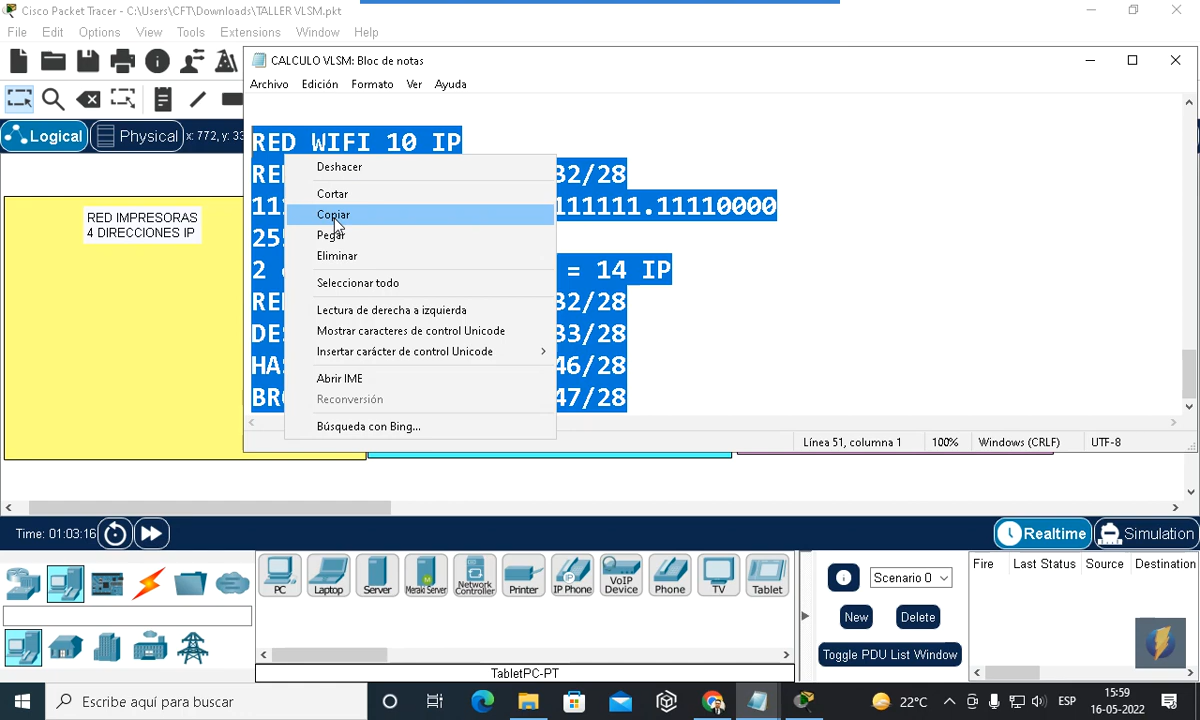 Cisco Packet Tracer - C:\Users\CFT\Downloads\TALLER VLSM.pkt
File Edit Options View Tools Extensions Window Help
CALCULO VLSM: Bloc de notas
Archivo Edición Formato Ver Ayuda
Logical Physical x: 772, y: 33
RED WIFI 10 IP
32/28
111111.11110000
2 = 14 IP
32/28
33/28
46/28
47/28
Deshacer
Cortar
Copiar
Pegar
Eliminar
Seleccionar todo
Lectura de derecha a izquierda
Mostrar caracteres de control Unicode
Insertar carácter de control Unicode
Abrir IME
Reconversión
Búsqueda con Bing...
RED IMPRESORAS
4 DIRECCIONES IP
Línea 51, columna 1 100% Windows (CRLF) UTF-8
Time: 01:03:16 Realtime Simulation
PC Laptop Server Meraki Server Network Controller Printer IP Phone VoIP Device Phone TV Tablet
TabletPC-PT
Scenario 0
New Delete
Toggle PDU List Window
Fire Last Status Source Destination
Escribe aquí para buscar
22°C ESP
15:59
16-05-2022